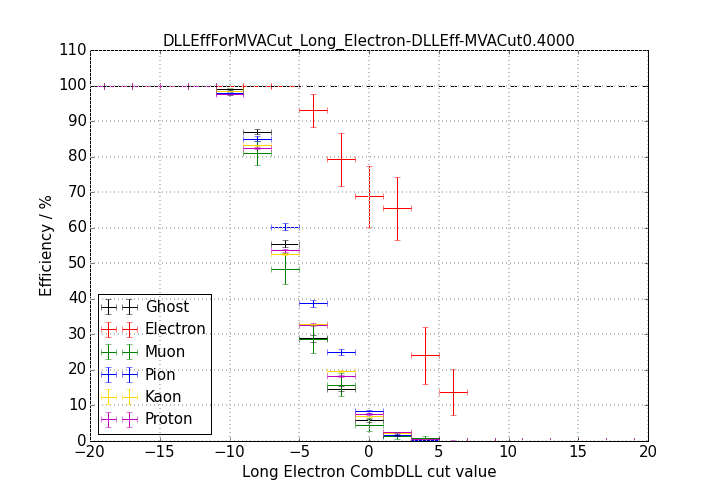 DLLEffForMVACut_Long_Electron-DLLEff-MVACut0.4000
110
100
90
80
70
60
50
40
30
20
10
0
Efficiency / %
Ghost
Electron
Muon
Pion
Kaon
Proton
−20 −15 −10 −5 0 5 10 15 20
Long Electron CombDLL cut value